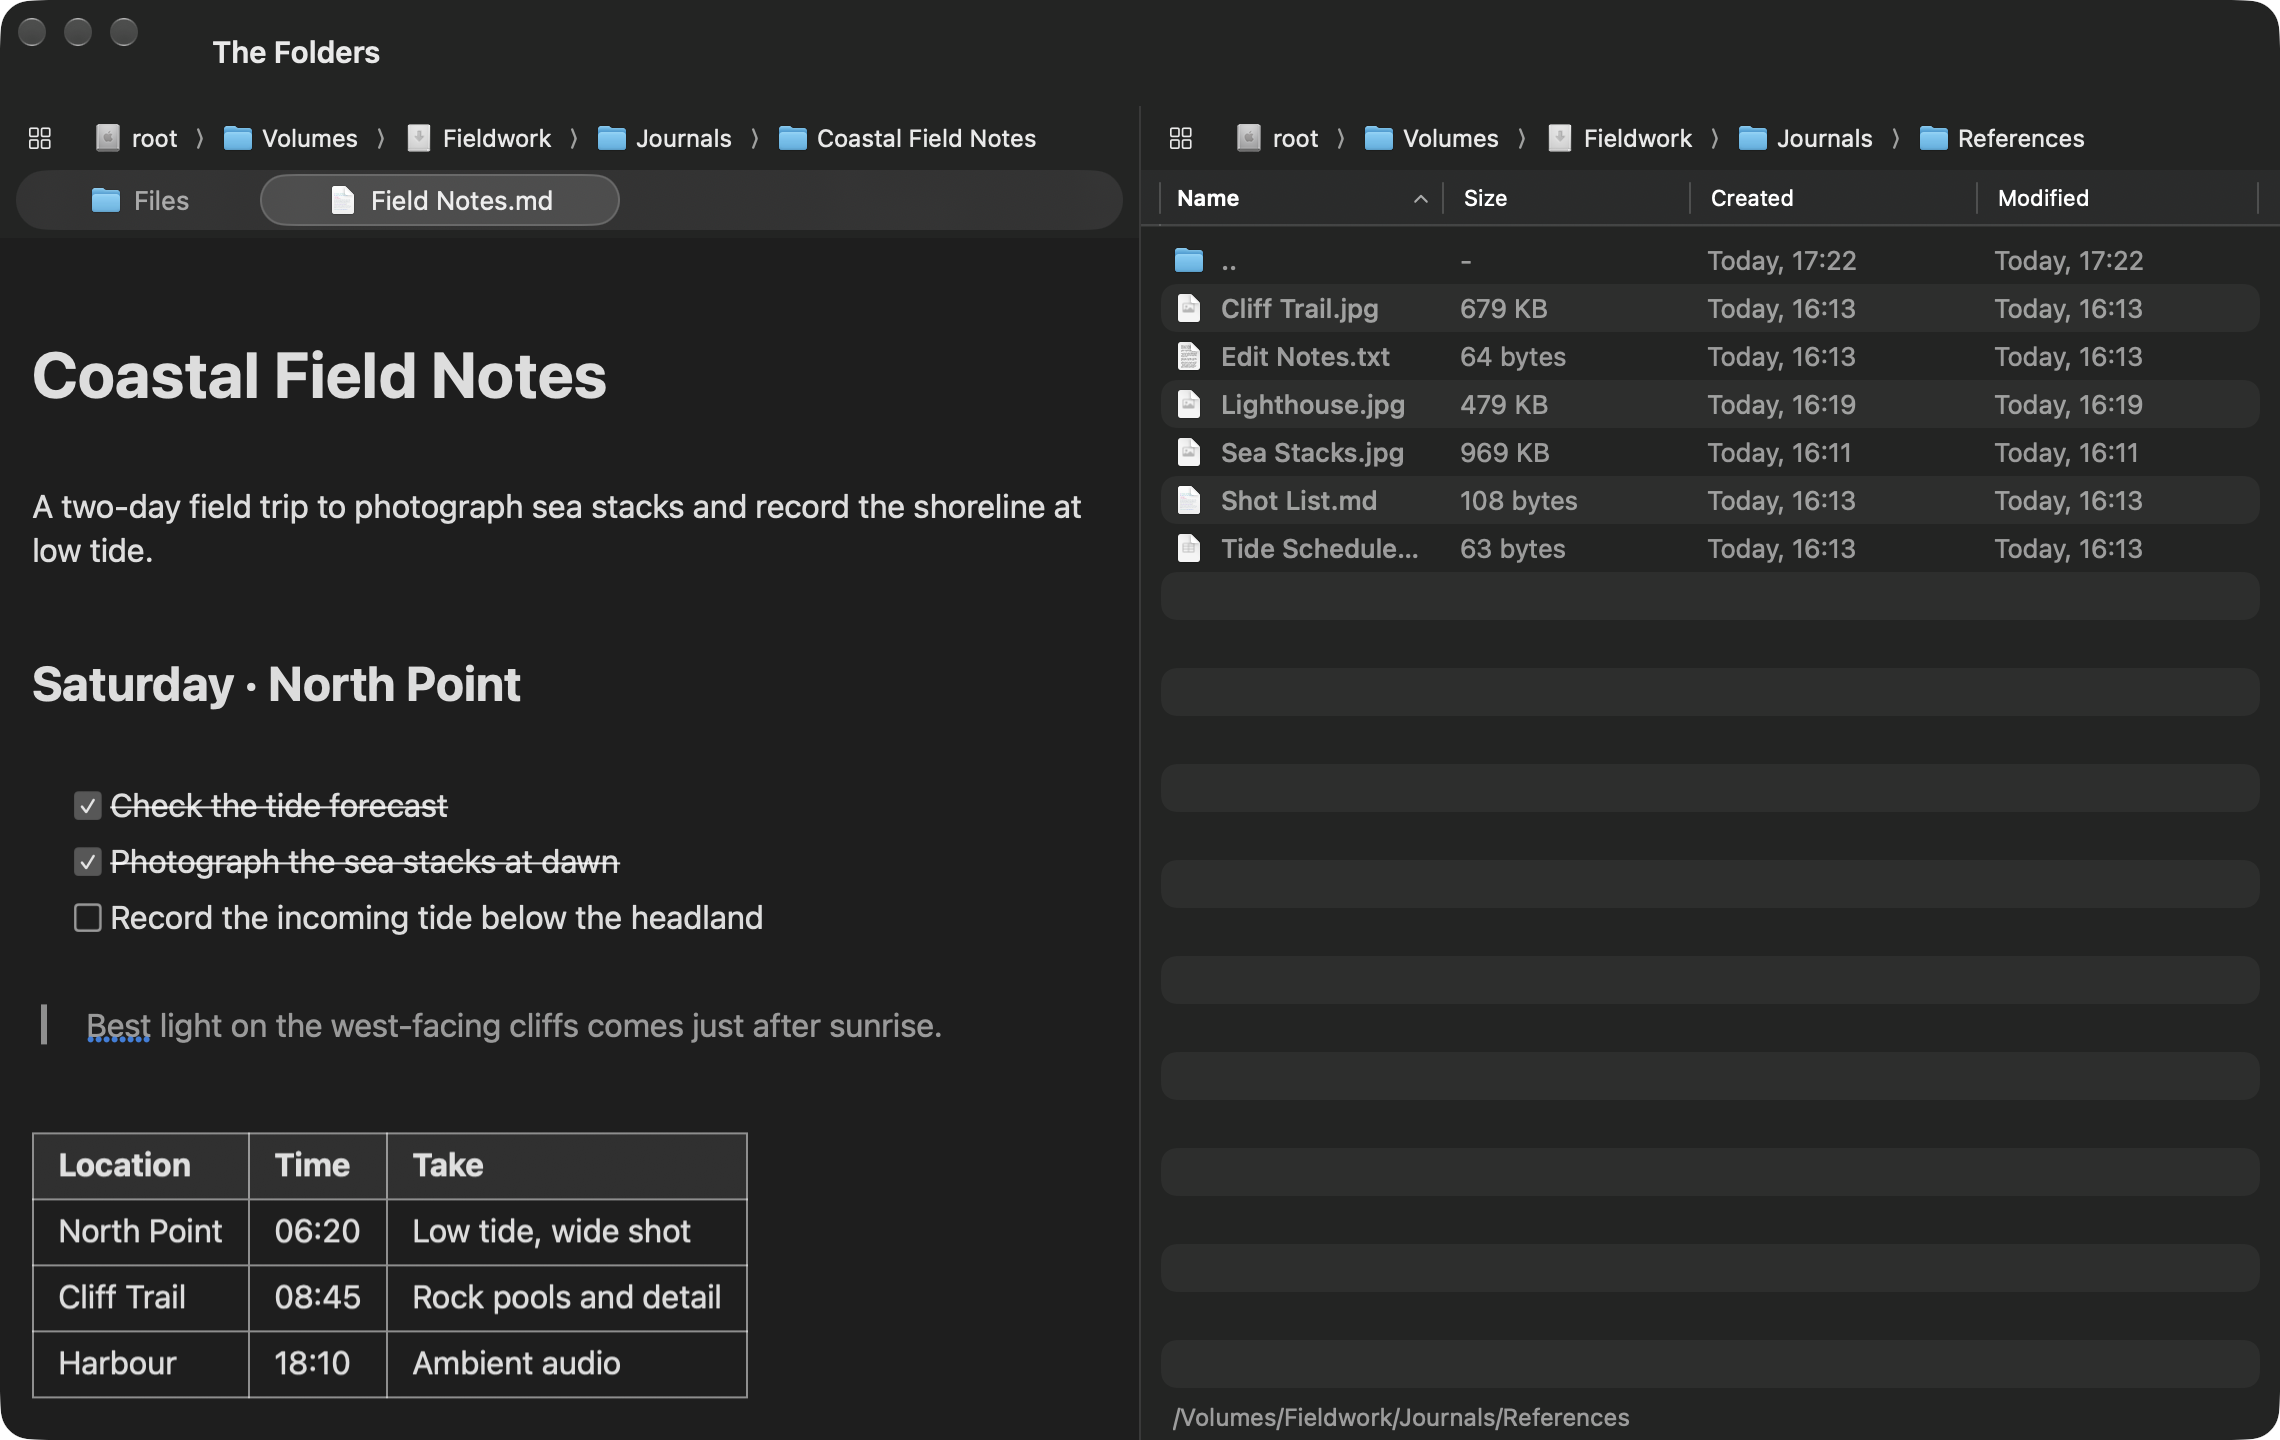 The Folders
root 〉 Volumes 〉 Fieldwork 〉 Journals 〉 Coastal Field Notes
Files
Field Notes.md
Coastal Field Notes
A two-day field trip to photograph sea stacks and record the shoreline at
low tide.
Saturday · North Point
Check the tide forecast
Photograph the sea stacks at dawn
Record the incoming tide below the headland
Best light on the west-facing cliffs comes just after sunrise.
Location Time Take
North Point 06:20 Low tide, wide shot
Cliff Trail 08:45 Rock pools and detail
Harbour 18:10 Ambient audio
root 〉 Volumes 〉 Fieldwork 〉 Journals 〉 References
Name Size Created Modified
.. - Today, 17:22 Today, 17:22
Cliff Trail.jpg 679 KB Today, 16:13 Today, 16:13
Edit Notes.txt 64 bytes Today, 16:13 Today, 16:13
Lighthouse.jpg 479 KB Today, 16:19 Today, 16:19
Sea Stacks.jpg 969 KB Today, 16:11 Today, 16:11
Shot List.md 108 bytes Today, 16:13 Today, 16:13
Tide Schedule... 63 bytes Today, 16:13 Today, 16:13
/Volumes/Fieldwork/Journals/References